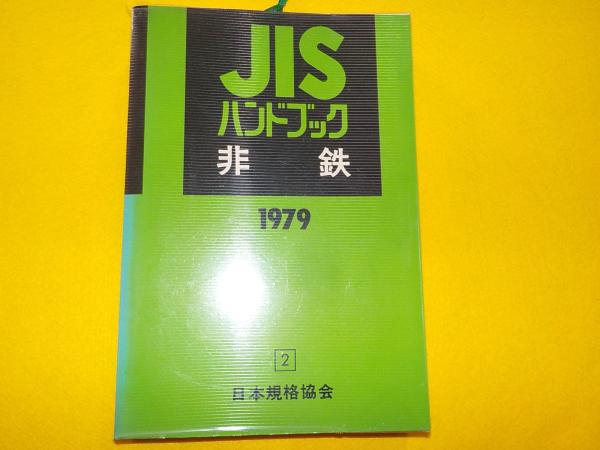 JIS
ハンドブック
非 鉄
1979
2
日本規格協会